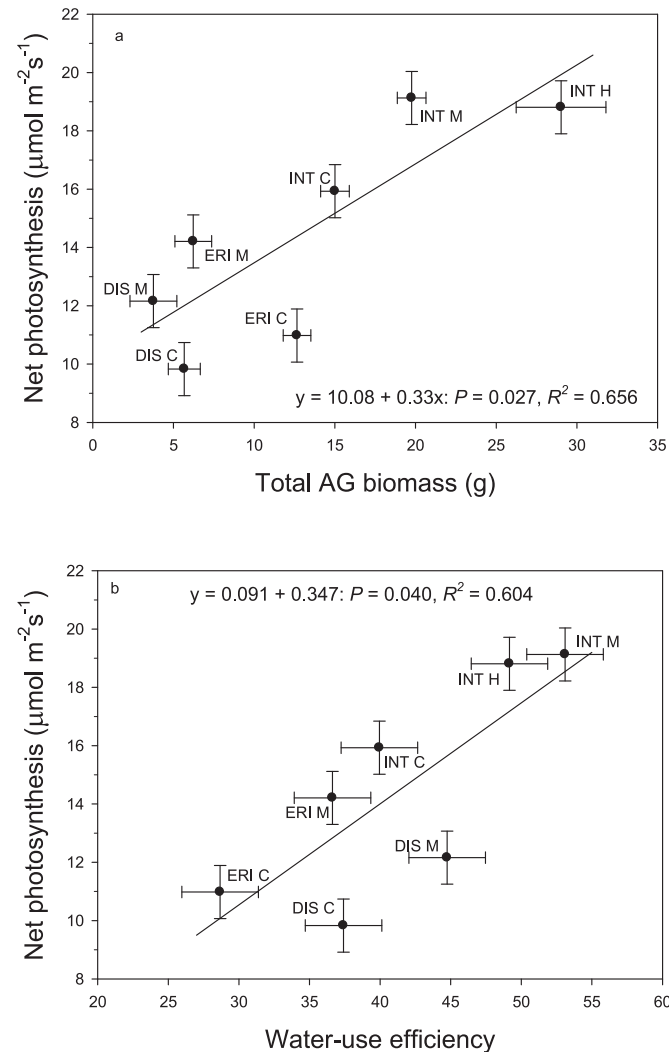 a
Net photosynthesis (μmol m⁻²s⁻¹)
22
20
18
16
14
12
10
8
INT H
INT M
INT C
ERI M
DIS M
ERI C
DIS C
y = 10.08 + 0.33x: P = 0.027, R² = 0.656
0 5 10 15 20 25 30 35
Total AG biomass (g)
b
Net photosynthesis (μmol m⁻²s⁻¹)
22
20
18
16
14
12
10
8
y = 0.091 + 0.347: P = 0.040, R² = 0.604
INT M
INT H
INT C
ERI M
DIS M
ERI C
DIS C
20 25 30 35 40 45 50 55 60
Water-use efficiency